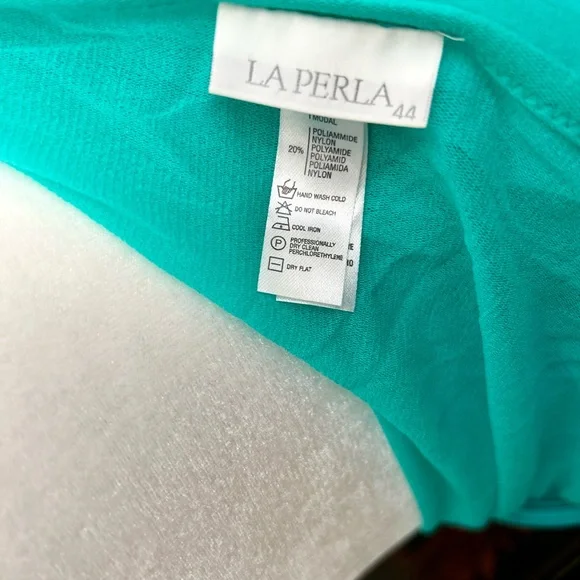 LA PERLA
44
MODAL
POLIAMMIDE
NYLON
20% POLYAMIDE
POLYAMID
POLIAMIDA
NYLON
HAND WASH COLD
DO NOT BLEACH
COOL IRON
P PROFESSIONALLY
DRY CLEAN
PERCHLORETHYLENE
DRY FLAT